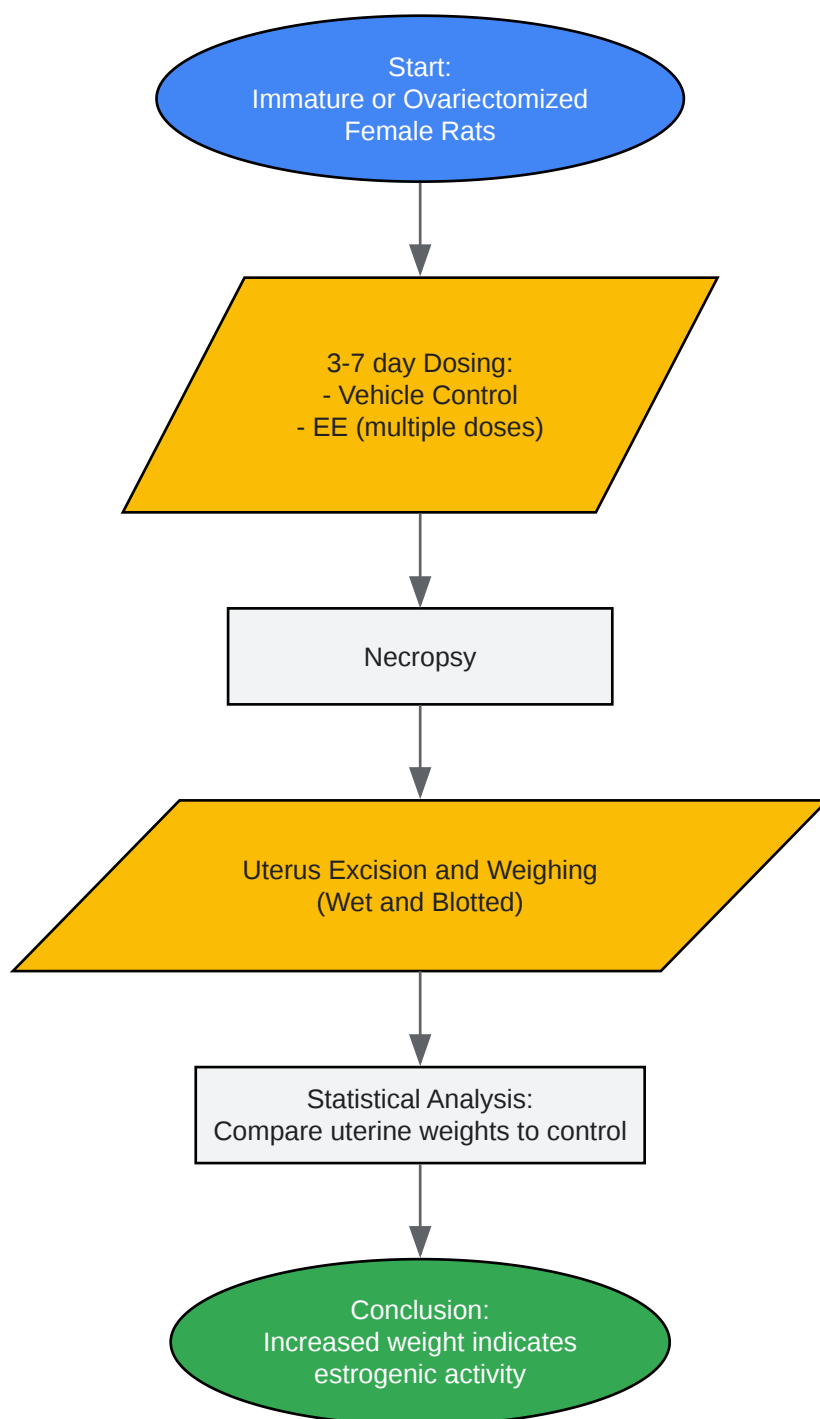 Start:
Immature or Ovariectomized
Female Rats
3-7 day Dosing:
- Vehicle Control
- EE (multiple doses)
Necropsy
Uterus Excision and Weighing
(Wet and Blotted)
Statistical Analysis:
Compare uterine weights to control
Conclusion:
Increased weight indicates
estrogenic activity